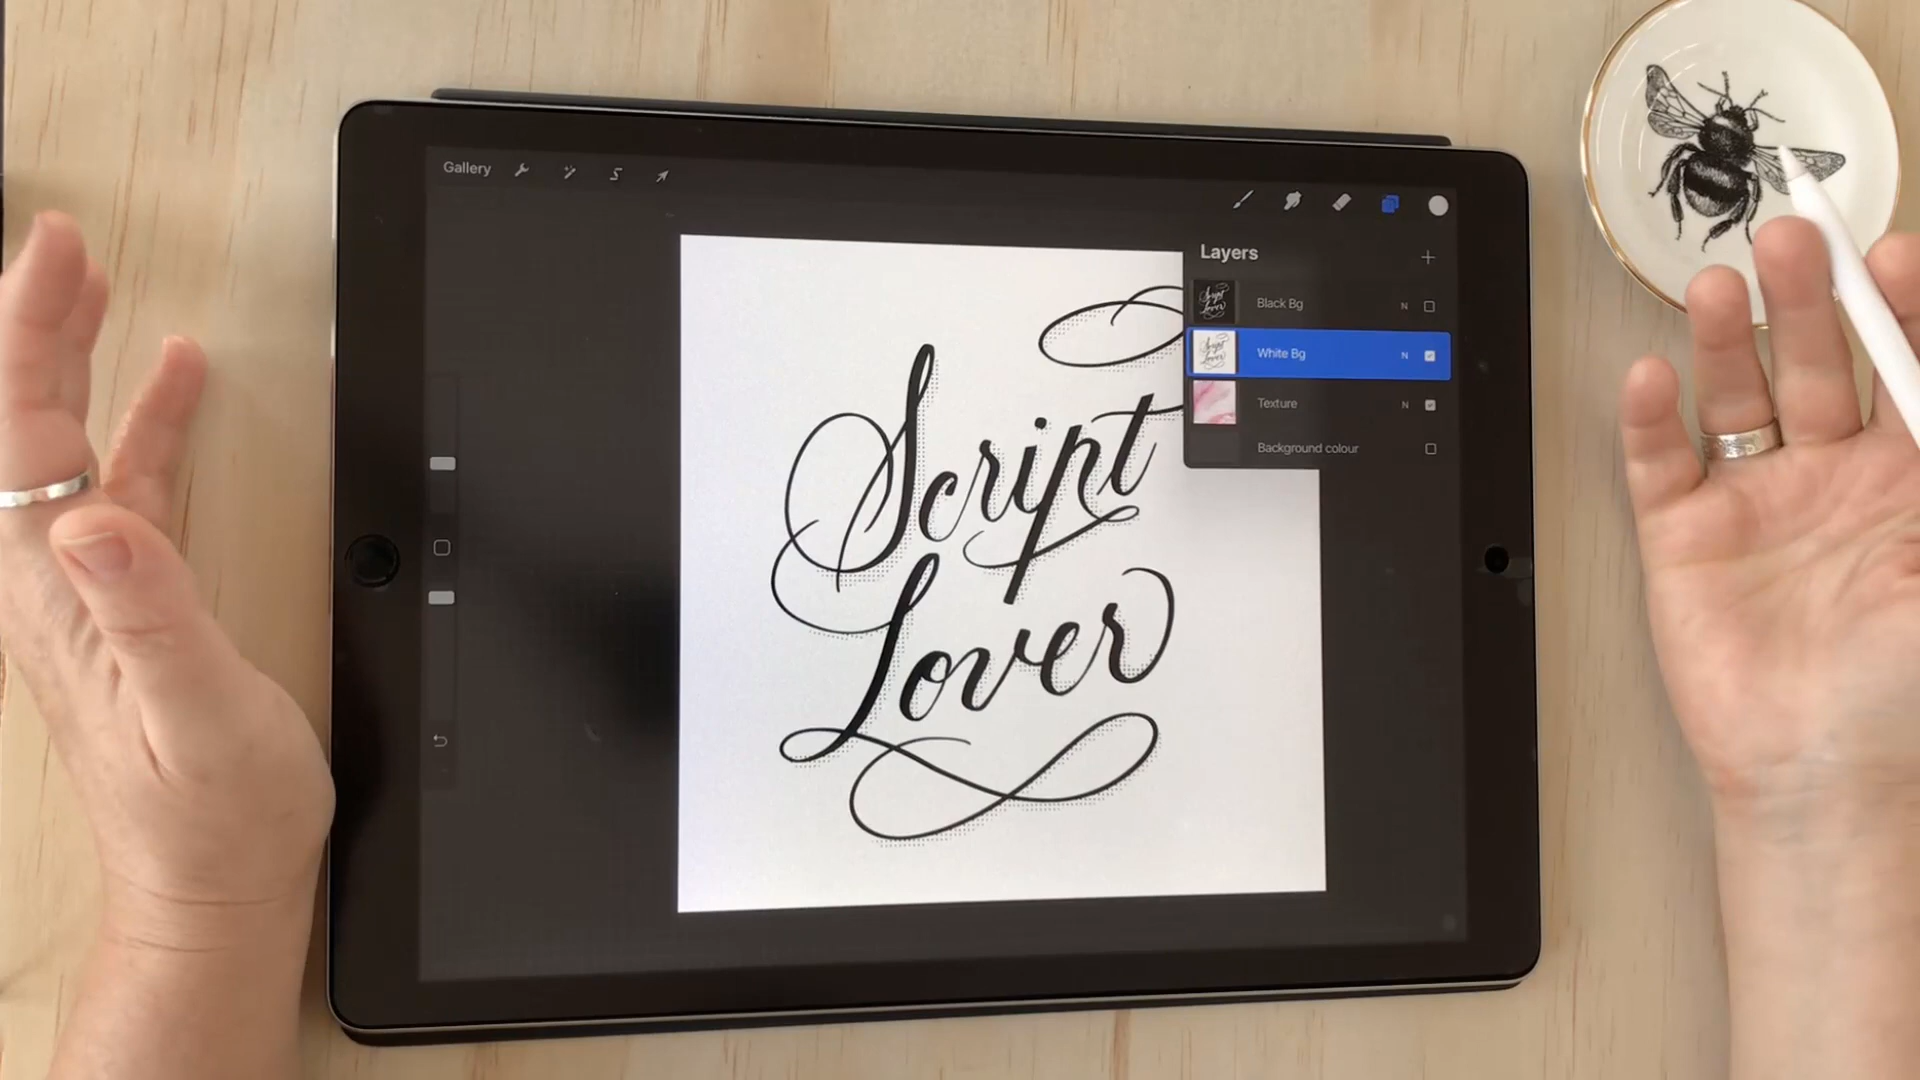 Gallery
Layers
Black Bg N
White Bg N
Texture N
Background colour
Script
Lover